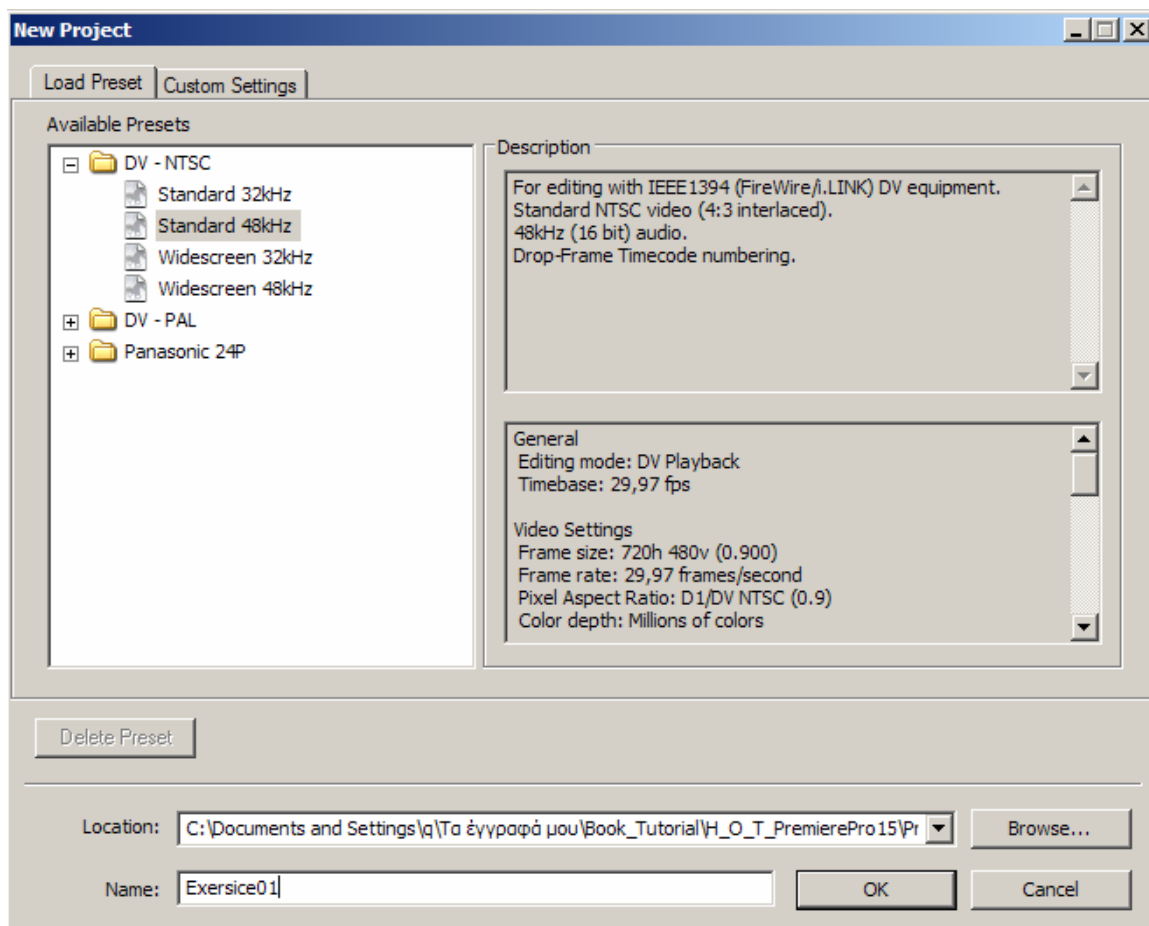 New Project
Load Preset
Custom Settings
Available Presets
DV - NTSC
Standard 32kHz
Standard 48kHz
Widescreen 32kHz
Widescreen 48kHz
DV - PAL
Panasonic 24P
Description
For editing with IEEE1394 (FireWire/i.LINK) DV equipment.
Standard NTSC video (4:3 interlaced).
48kHz (16 bit) audio.
Drop-Frame Timecode numbering.
General
Editing mode: DV Playback
Timebase: 29,97 fps
Video Settings
Frame size: 720h 480v (0.900)
Frame rate: 29,97 frames/second
Pixel Aspect Ratio: D1/DV NTSC (0.9)
Color depth: Millions of colors
Delete Preset
Location: C:\Documents and Settings\q\Τα έγγραφά μου\Book_Tutorial\H_O_T_PremierePro15\Pr Browse...
Name: Exersice01 OK Cancel